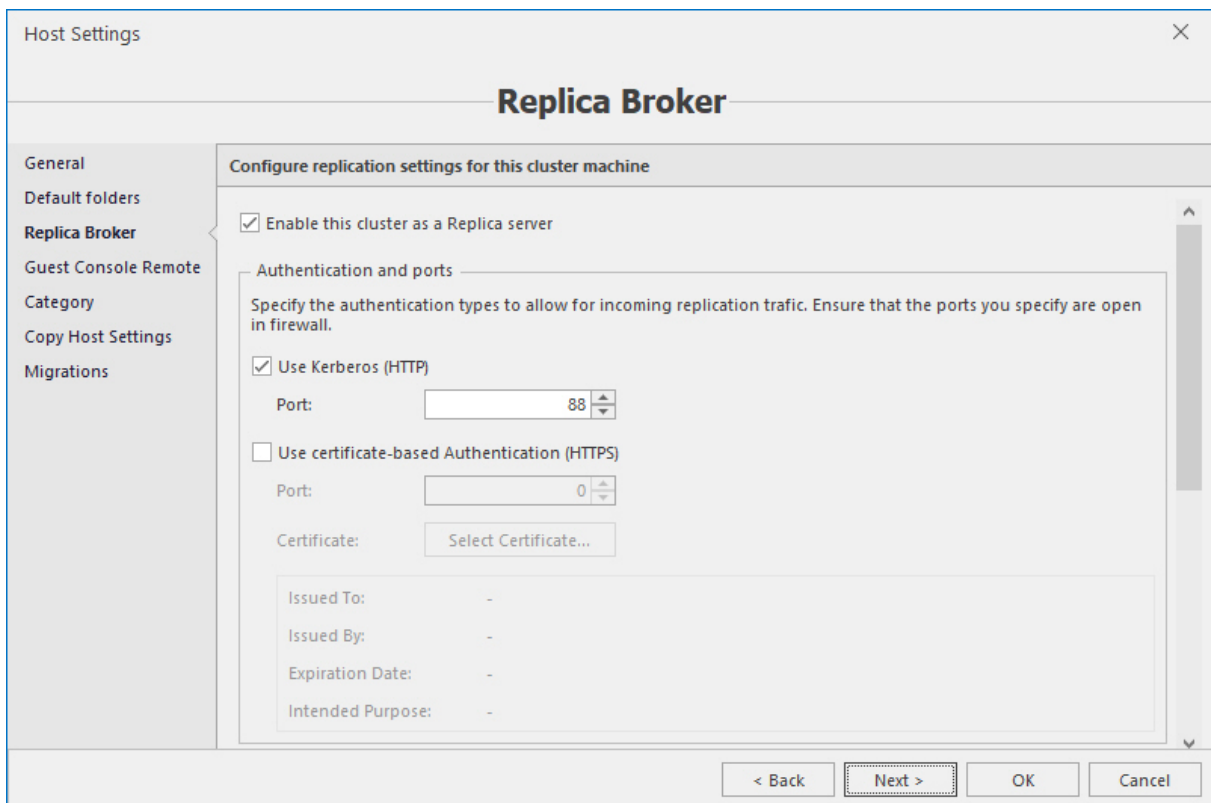 Host Settings
Replica Broker
General
Default folders
Replica Broker
Guest Console Remote
Category
Copy Host Settings
Migrations
Configure replication settings for this cluster machine
Enable this cluster as a Replica server
Authentication and ports
Specify the authentication types to allow for incoming replication trafic. Ensure that the ports you specify are open
in firewall.
Use Kerberos (HTTP)
Port: 88
Use certificate-based Authentication (HTTPS)
Port: 0
Certificate: Select Certificate...
Issued To: -
Issued By: -
Expiration Date: -
Intended Purpose: -
< Back Next > OK Cancel